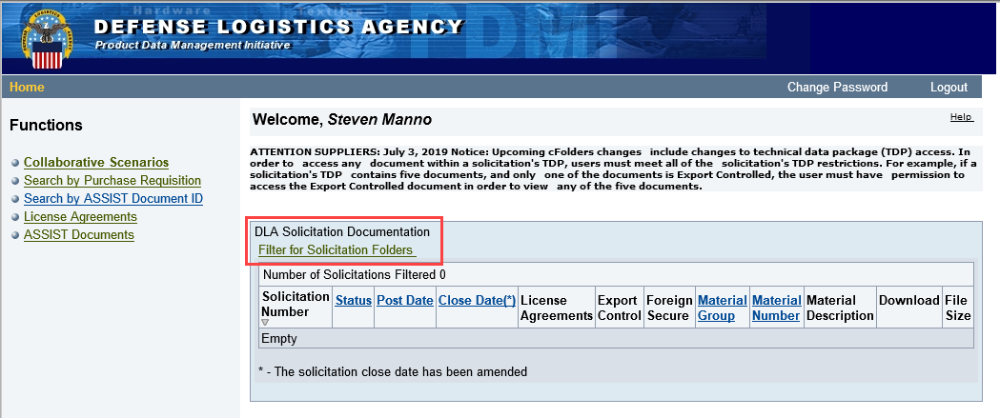 Hardware Textiles
TDM
DEFENSE LOGISTICS AGENCY
Product Data Management Initiative
Home Change Password Logout
Functions
Collaborative Scenarios
Search by Purchase Requisition
Search by ASSIST Document ID
License Agreements
ASSIST Documents
Welcome, Steven Manno Help
ATTENTION SUPPLIERS: July 3, 2019 Notice: Upcoming cFolders changes include changes to technical data package (TDP) access. In
order to access any document within a solicitation's TDP, users must meet all of the solicitation's TDP restrictions. For example, if a
solicitation's TDP contains five documents, and only one of the documents is Export Controlled, the user must have permission to
access the Export Controlled document in order to view any of the five documents.
DLA Solicitation Documentation
Filter for Solicitation Folders
Number of Solicitations Filtered 0
Solicitation Number Status Post Date Close Date(*) License Agreements Export Control Foreign Secure Material Group Material Number Material Description Download File Size
Empty
* - The solicitation close date has been amended